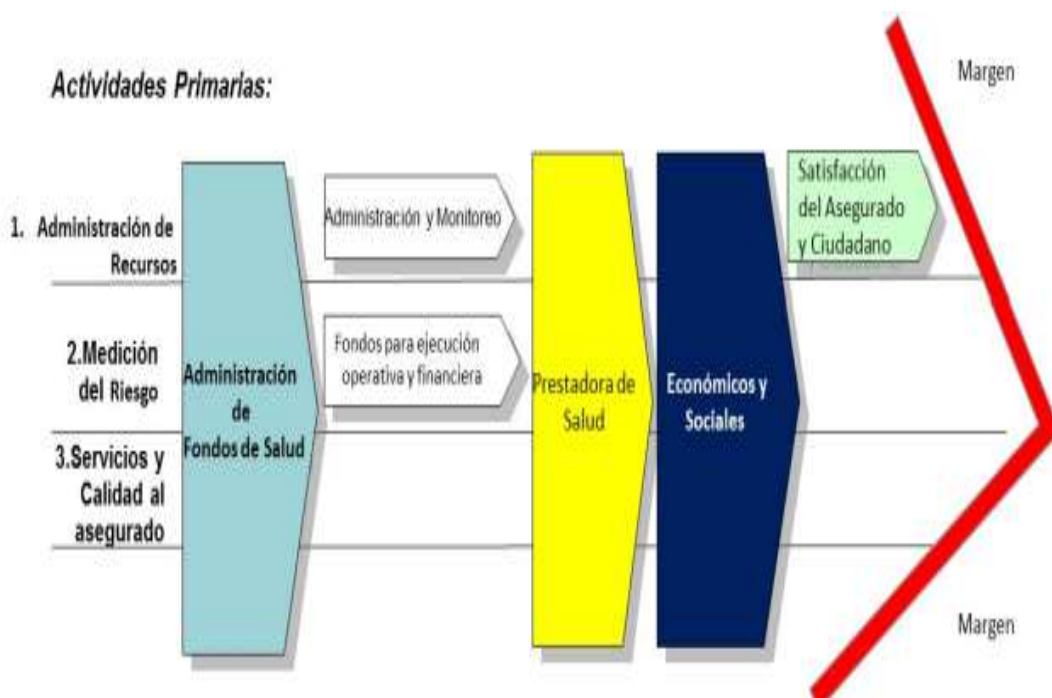 Margen
Actividades Primarias:
1. Administración de
Recursos
2.Medición
del Riesgo
3.Servicios y
Calidad al
asegurado
Administración
de
Fondos de Salud
Administración y Monitoreo
Fondos para ejecución
operativa y financiera
Prestadora de
Salud
Económicos y
Sociales
Satisfacción
del Asegurado
y Ciudadano
Margen